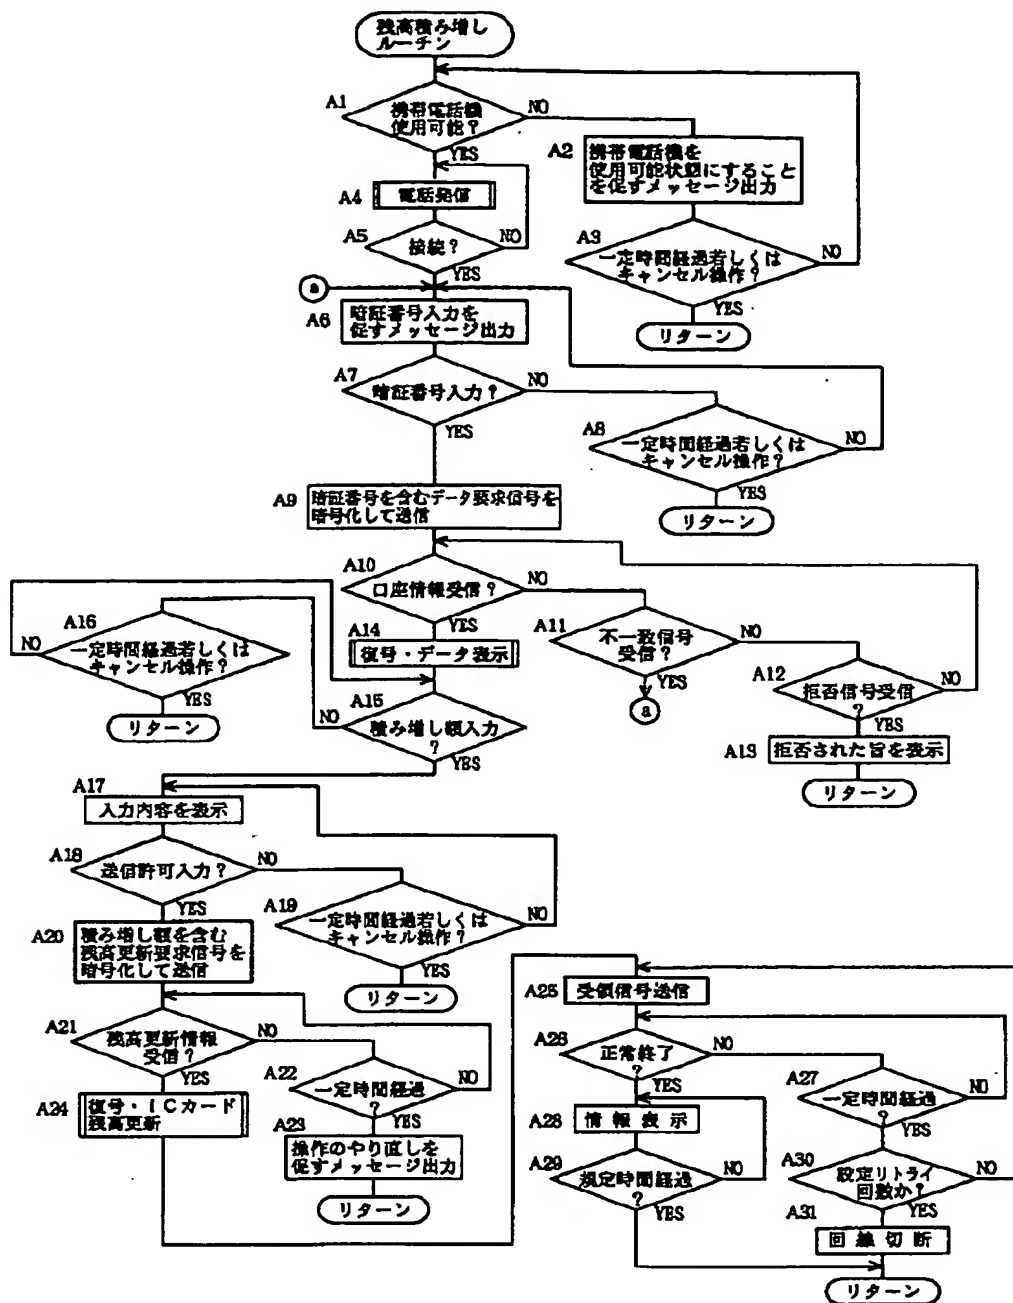 残高積み増し
ルーチン
A1
携帯電話機
使用可能?
NO
YES
A2
携帯電話機を
使用可能状態にすること
を促すメッセージ出力
A3
一定時間経過若しくは
キャンセル操作?
NO
YES
リターン
A4
電話発信
A5
接続?
NO
YES
a
A6
暗証番号入力を
促すメッセージ出力
A7
暗証番号入力?
NO
YES
A8
一定時間経過若しくは
キャンセル操作?
NO
YES
リターン
A9
暗証番号を含むデータ要求信号を
暗号化して送信
A10
口座情報受信?
NO
YES
A11
不一致信号
受信?
NO
YES
a
A12
拒否信号受信
?
NO
YES
A13
拒否された旨を表示
リターン
A14
復号・データ表示
A15
積み増し額入力
?
NO
YES
A16
一定時間経過若しくは
キャンセル操作?
NO
YES
リターン
A17
入力内容を表示
A18
送信許可入力?
NO
YES
A19
一定時間経過若しくは
キャンセル操作?
NO
YES
リターン
A20
積み増し額を含む
残高更新要求信号を
暗号化して送信
A21
残高更新情報
受信?
NO
YES
A22
一定時間経過
?
NO
YES
A23
操作のやり直しを
促すメッセージ出力
リターン
A24
復号・ICカード
残高更新
A25
受領信号送信
A26
正常終了
?
NO
YES
A27
一定時間経過
?
NO
YES
A28
情報表示
A29
規定時間経過
?
NO
YES
A30
設定リトライ
回数か?
NO
YES
A31
回線切断
リターン